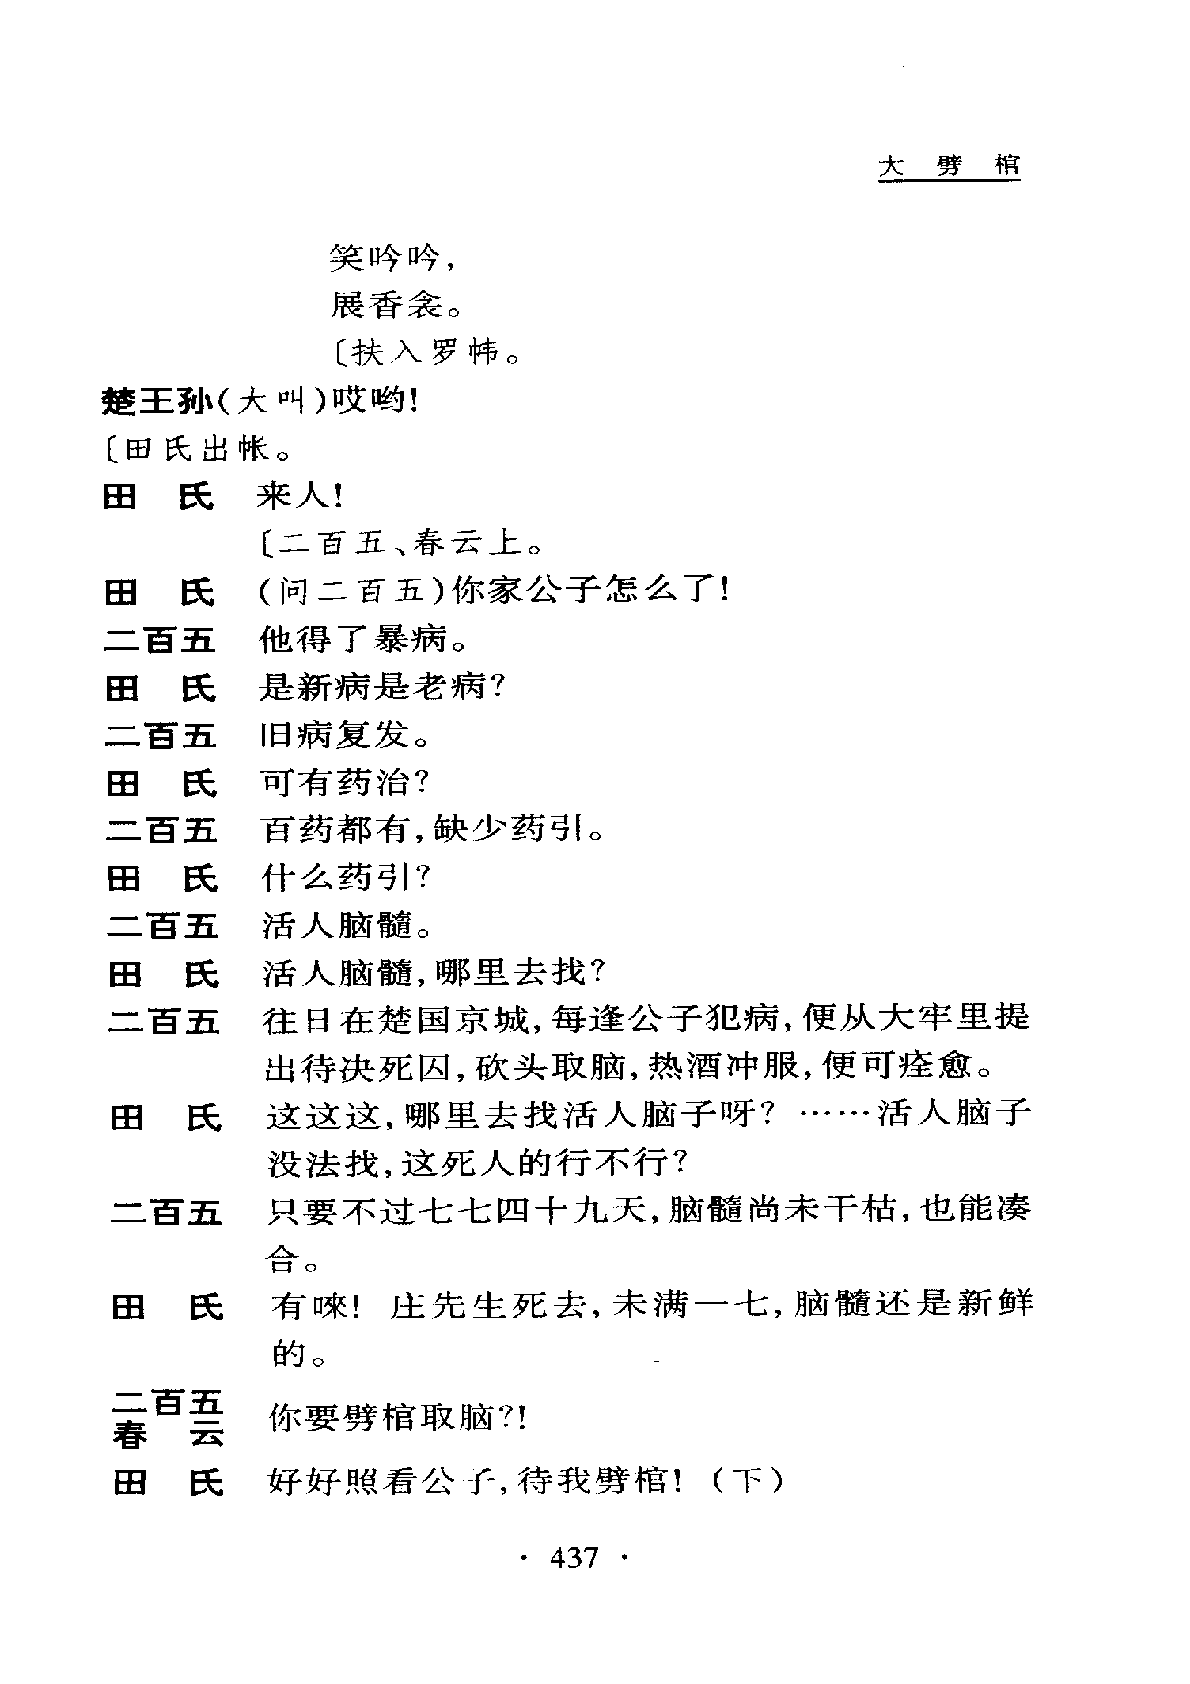 大 劈 棺
笑吟吟，
展香衾。
〔扶入罗帏。
楚王孙（大叫）哎哟！
〔田氏出帐。
田 氏 来人！
〔二百五、春云上。
田 氏 （问二百五）你家公子怎么了！
二百五 他得了暴病。
田 氏 是新病是老病？
二百五 旧病复发。
田 氏 可有药治？
二百五 百药都有，缺少药引。
田 氏 什么药引？
二百五 活人脑髓。
田 氏 活人脑髓，哪里去找？
二百五 往日在楚国京城，每逢公子犯病，便从大牢里提
出待决死囚，砍头取脑，热酒冲服，便可痊愈。
田 氏 这这这，哪里去找活人脑子呀？……活人脑子
没法找，这死人的行不行？
二百五 只要不过七七四十九天，脑髓尚未干枯，也能凑
合。
田 氏 有唻！庄先生死去，未满一七，脑髓还是新鲜
的。
二百五
春 云 你要劈棺取脑？！
田 氏 好好照看公子，待我劈棺！（下）
· 437 ·